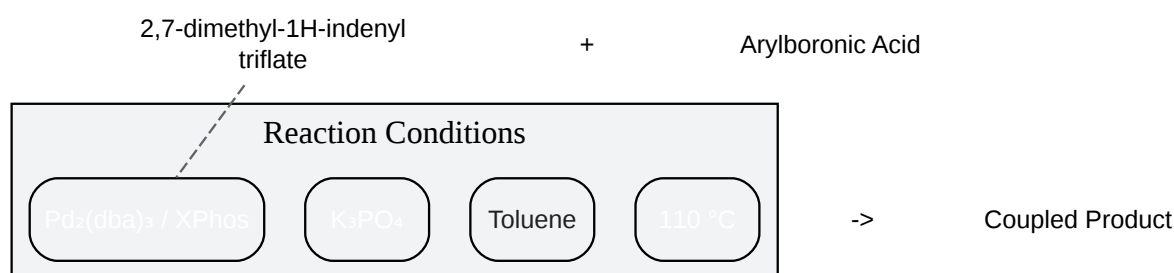 2,7-dimethyl-1H-indenyl
triflate
+
Arylboronic Acid
Reaction Conditions
Pd₂(dba)₃ / XPhos
K₃PO₄
Toluene
110 °C
->
Coupled Product